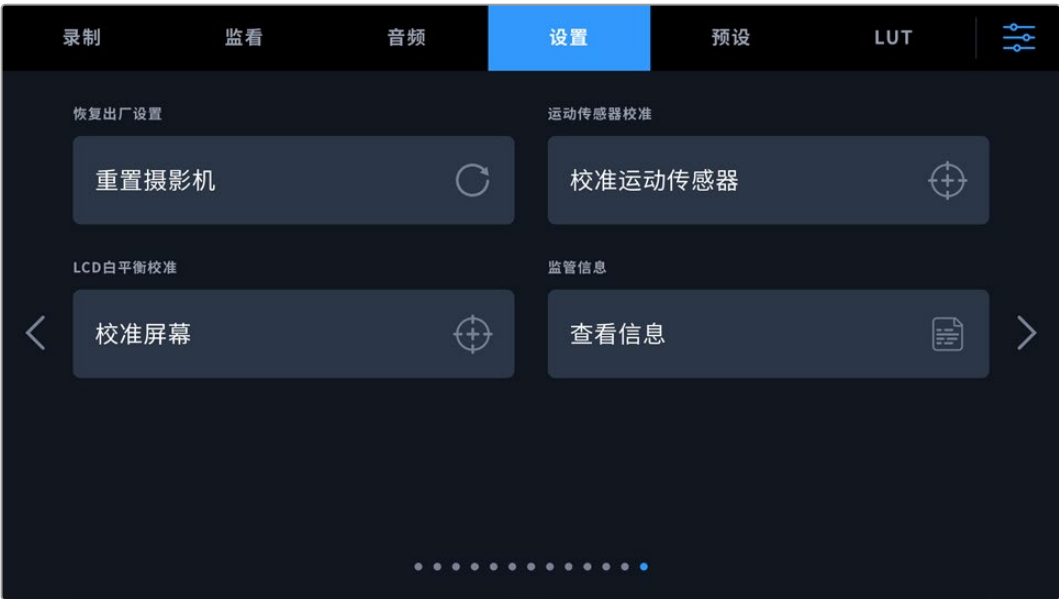 录制 监看 音频 设置 预设 LUT
恢复出厂设置 运动传感器校准
重置摄影机 校准运动传感器
LCD白平衡校准 监管信息
校准屏幕 查看信息